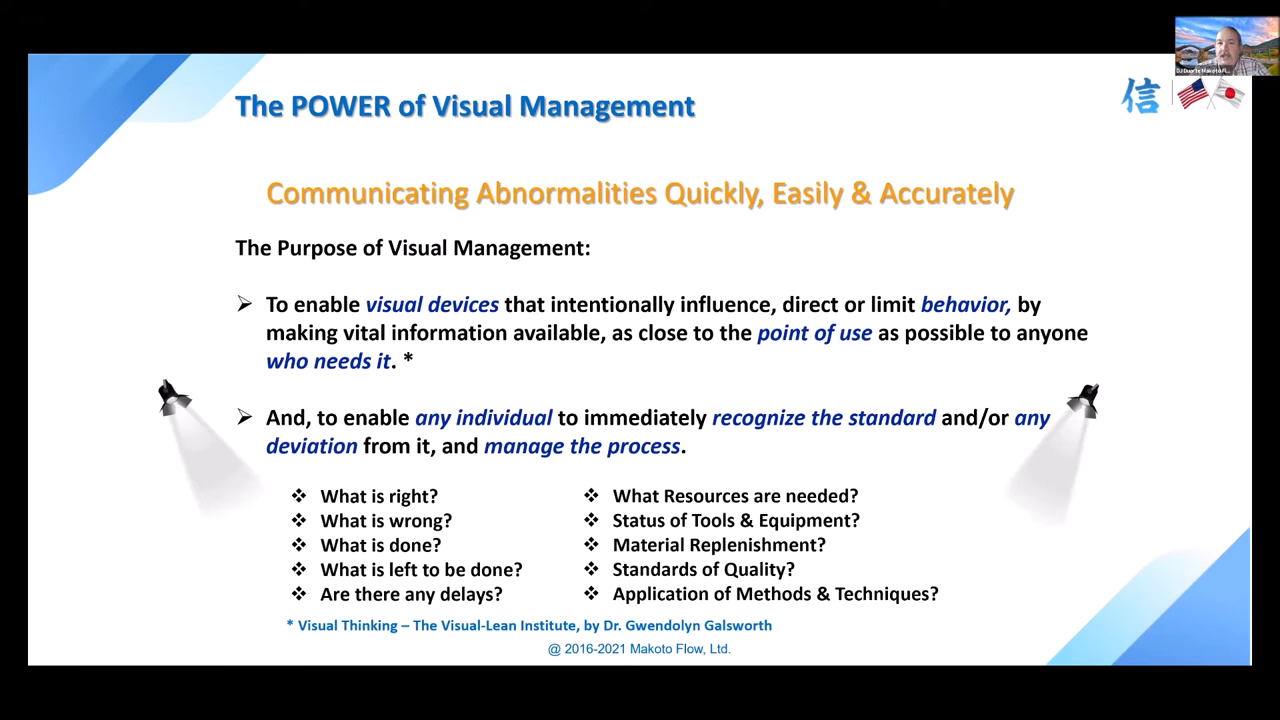 DJ Duarte Makoto Fl...
The POWER of Visual Management
信
Communicating Abnormalities Quickly, Easily & Accurately
The Purpose of Visual Management:
➢ To enable visual devices that intentionally influence, direct or limit behavior, by
making vital information available, as close to the point of use as possible to anyone
who needs it. *
➢ And, to enable any individual to immediately recognize the standard and/or any
deviation from it, and manage the process.
❖ What is right?
❖ What is wrong?
❖ What is done?
❖ What is left to be done?
❖ Are there any delays?
❖ What Resources are needed?
❖ Status of Tools & Equipment?
❖ Material Replenishment?
❖ Standards of Quality?
❖ Application of Methods & Techniques?
* Visual Thinking – The Visual-Lean Institute, by Dr. Gwendolyn Galsworth
@ 2016-2021 Makoto Flow, Ltd.